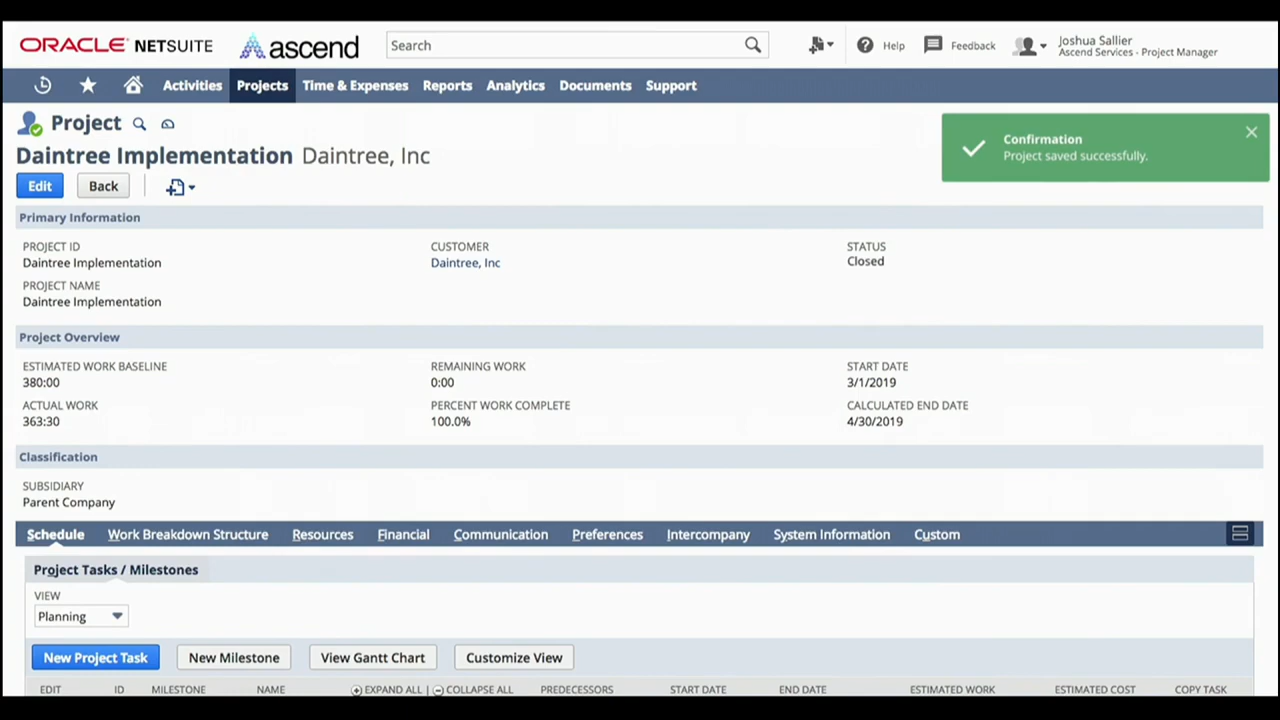 ORACLE NETSUITE
ascend
Search
Help
Feedback
Joshua Sallier
Ascend Services - Project Manager
Activities
Projects
Time & Expenses
Reports
Analytics
Documents
Support
Project
Daintree Implementation Daintree, Inc
Confirmation
Project saved successfully.
Edit
Back
Primary Information
PROJECT ID
Daintree Implementation
CUSTOMER
Daintree, Inc
STATUS
Closed
PROJECT NAME
Daintree Implementation
Project Overview
ESTIMATED WORK BASELINE
380:00
REMAINING WORK
0:00
START DATE
3/1/2019
ACTUAL WORK
363:30
PERCENT WORK COMPLETE
100.0%
CALCULATED END DATE
4/30/2019
Classification
SUBSIDIARY
Parent Company
Schedule
Work Breakdown Structure
Resources
Financial
Communication
Preferences
Intercompany
System Information
Custom
Project Tasks / Milestones
VIEW
Planning
New Project Task
New Milestone
View Gantt Chart
Customize View
EDIT
ID
MILESTONE
NAME
EXPAND ALL | COLLAPSE ALL
PREDECESSORS
START DATE
END DATE
ESTIMATED WORK
ESTIMATED COST
COPY TASK